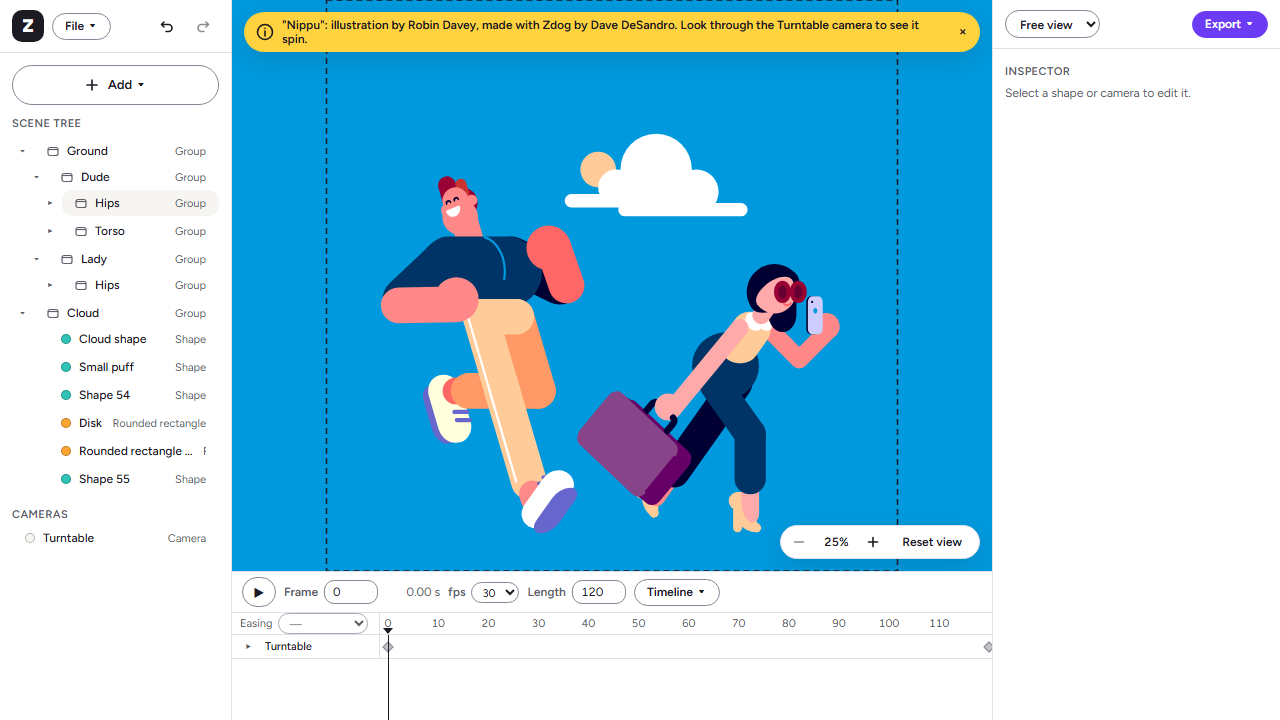 Z
File
Add
SCENE TREE
Ground Group
Dude Group
Hips Group
Torso Group
Lady Group
Hips Group
Cloud Group
Cloud shape Shape
Small puff Shape
Shape 54 Shape
Disk Rounded rectangle
Rounded rectangle ...
Shape 55 Shape
CAMERAS
Turntable Camera
"Nippu": illustration by Robin Davey, made with Zdog by Dave DeSandro. Look through the Turntable camera to see it
spin.
×
25%
Reset view
Frame 0 0.00 s fps 30 Length 120 Timeline
Easing — 0 10 20 30 40 50 60 70 80 90 100 110
Turntable
Free view
Export
INSPECTOR
Select a shape or camera to edit it.